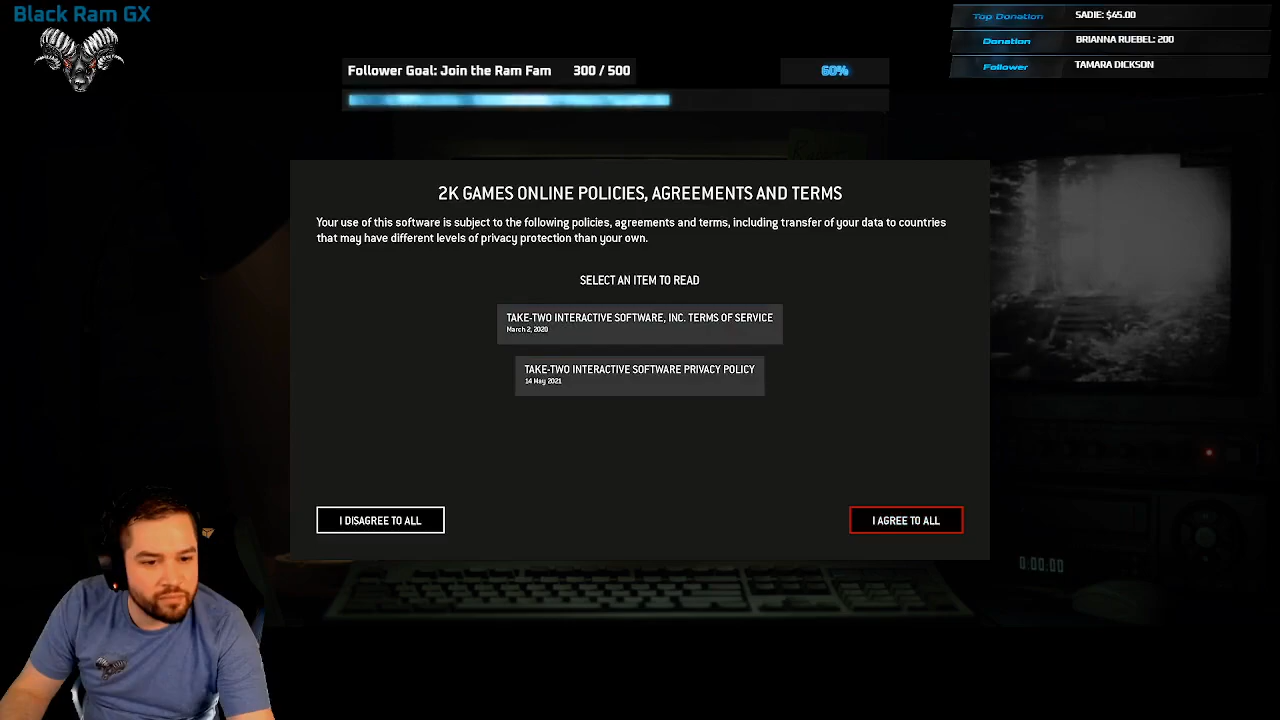 Black Ram GX
Top Donation SADIE: $45.00
Donation BRIANNA RUEBEL: 200
Follower TAMARA DICKSON
Follower Goal: Join the Ram Fam 300 / 500 60%
2K GAMES ONLINE POLICIES, AGREEMENTS AND TERMS
Your use of this software is subject to the following policies, agreements and terms, including transfer of your data to countries
that may have different levels of privacy protection than your own.
SELECT AN ITEM TO READ
TAKE-TWO INTERACTIVE SOFTWARE, INC. TERMS OF SERVICE
March 2, 2020
TAKE-TWO INTERACTIVE SOFTWARE PRIVACY POLICY
14 May 2021
I DISAGREE TO ALL
I AGREE TO ALL
00:00.00